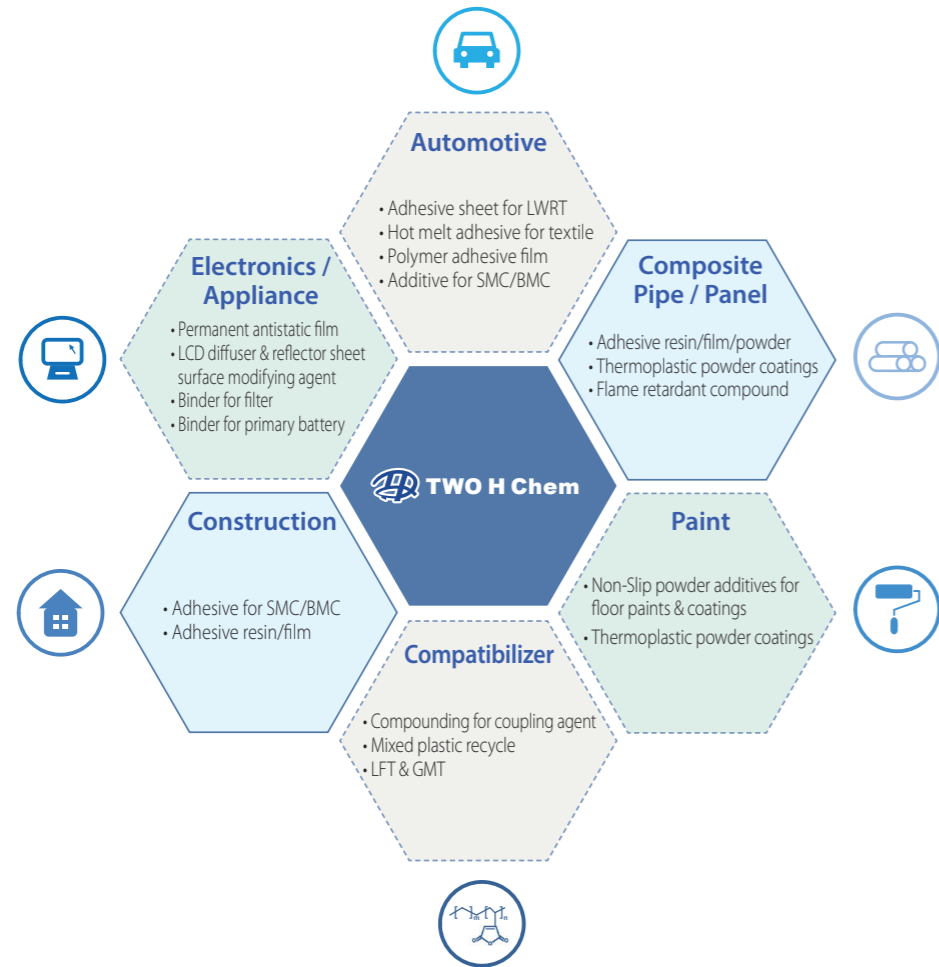 Automotive
• Adhesive sheet for LWRT
• Hot melt adhesive for textile
• Polymer adhesive film
• Additive for SMC/BMC
Electronics /
Appliance
• Permanent antistatic film
• LCD diffuser & reflector sheet
surface modifying agent
• Binder for filter
• Binder for primary battery
Composite
Pipe / Panel
• Adhesive resin/film/powder
• Thermoplastic powder coatings
• Flame retardant compound
TWO H Chem
Construction
• Adhesive for SMC/BMC
• Adhesive resin/film
Paint
• Non-Slip powder additives for
floor paints & coatings
• Thermoplastic powder coatings
Compatibilizer
• Compounding for coupling agent
• Mixed plastic recycle
• LFT & GMT
m n
O O O